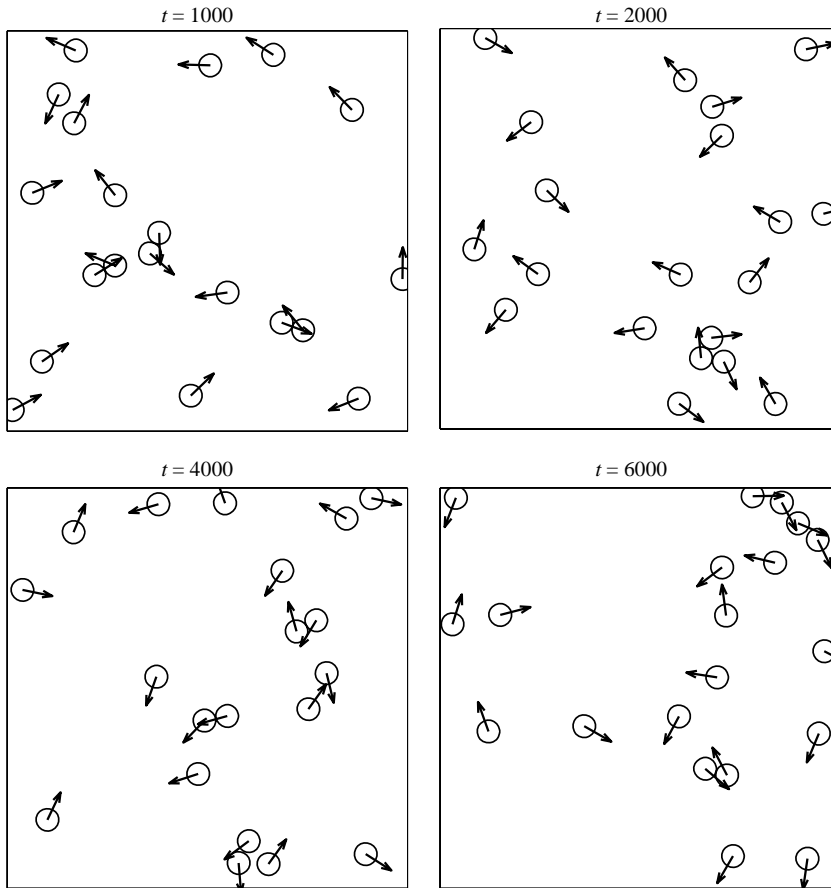 t = 1000
t = 2000
t = 4000
t = 6000